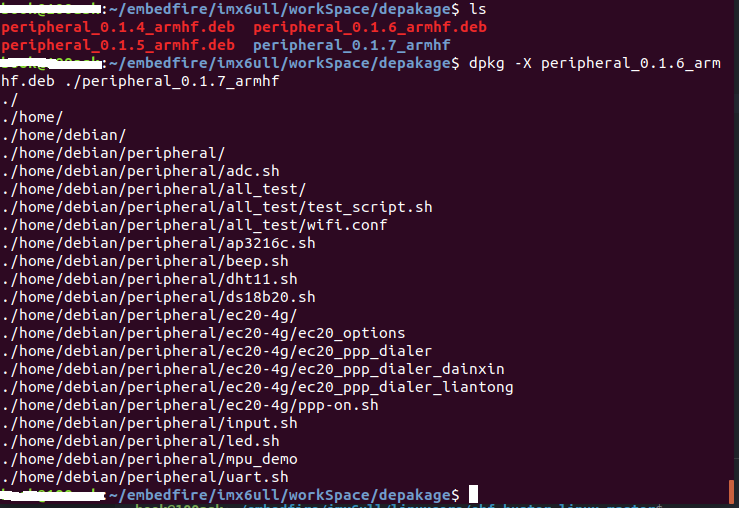 :~/embedfire/imx6ull/workSpace/depakage$ ls
peripheral_0.1.4_armhf.deb peripheral_0.1.6_armhf.deb
peripheral_0.1.5_armhf.deb peripheral_0.1.7_armhf
:~/embedfire/imx6ull/workSpace/depakage$ dpkg -X peripheral_0.1.6_arm
hf.deb ./peripheral_0.1.7_armhf
./
./home/
./home/debian/
./home/debian/peripheral/
./home/debian/peripheral/adc.sh
./home/debian/peripheral/all_test/
./home/debian/peripheral/all_test/test_script.sh
./home/debian/peripheral/all_test/wifi.conf
./home/debian/peripheral/ap3216c.sh
./home/debian/peripheral/beep.sh
./home/debian/peripheral/dht11.sh
./home/debian/peripheral/ds18b20.sh
./home/debian/peripheral/ec20-4g/
./home/debian/peripheral/ec20-4g/ec20_options
./home/debian/peripheral/ec20-4g/ec20_ppp_dialer
./home/debian/peripheral/ec20-4g/ec20_ppp_dialer_dainxin
./home/debian/peripheral/ec20-4g/ec20_ppp_dialer_liantong
./home/debian/peripheral/ec20-4g/ppp-on.sh
./home/debian/peripheral/input.sh
./home/debian/peripheral/led.sh
./home/debian/peripheral/mpu_demo
./home/debian/peripheral/uart.sh
:~/embedfire/imx6ull/workSpace/depakage$